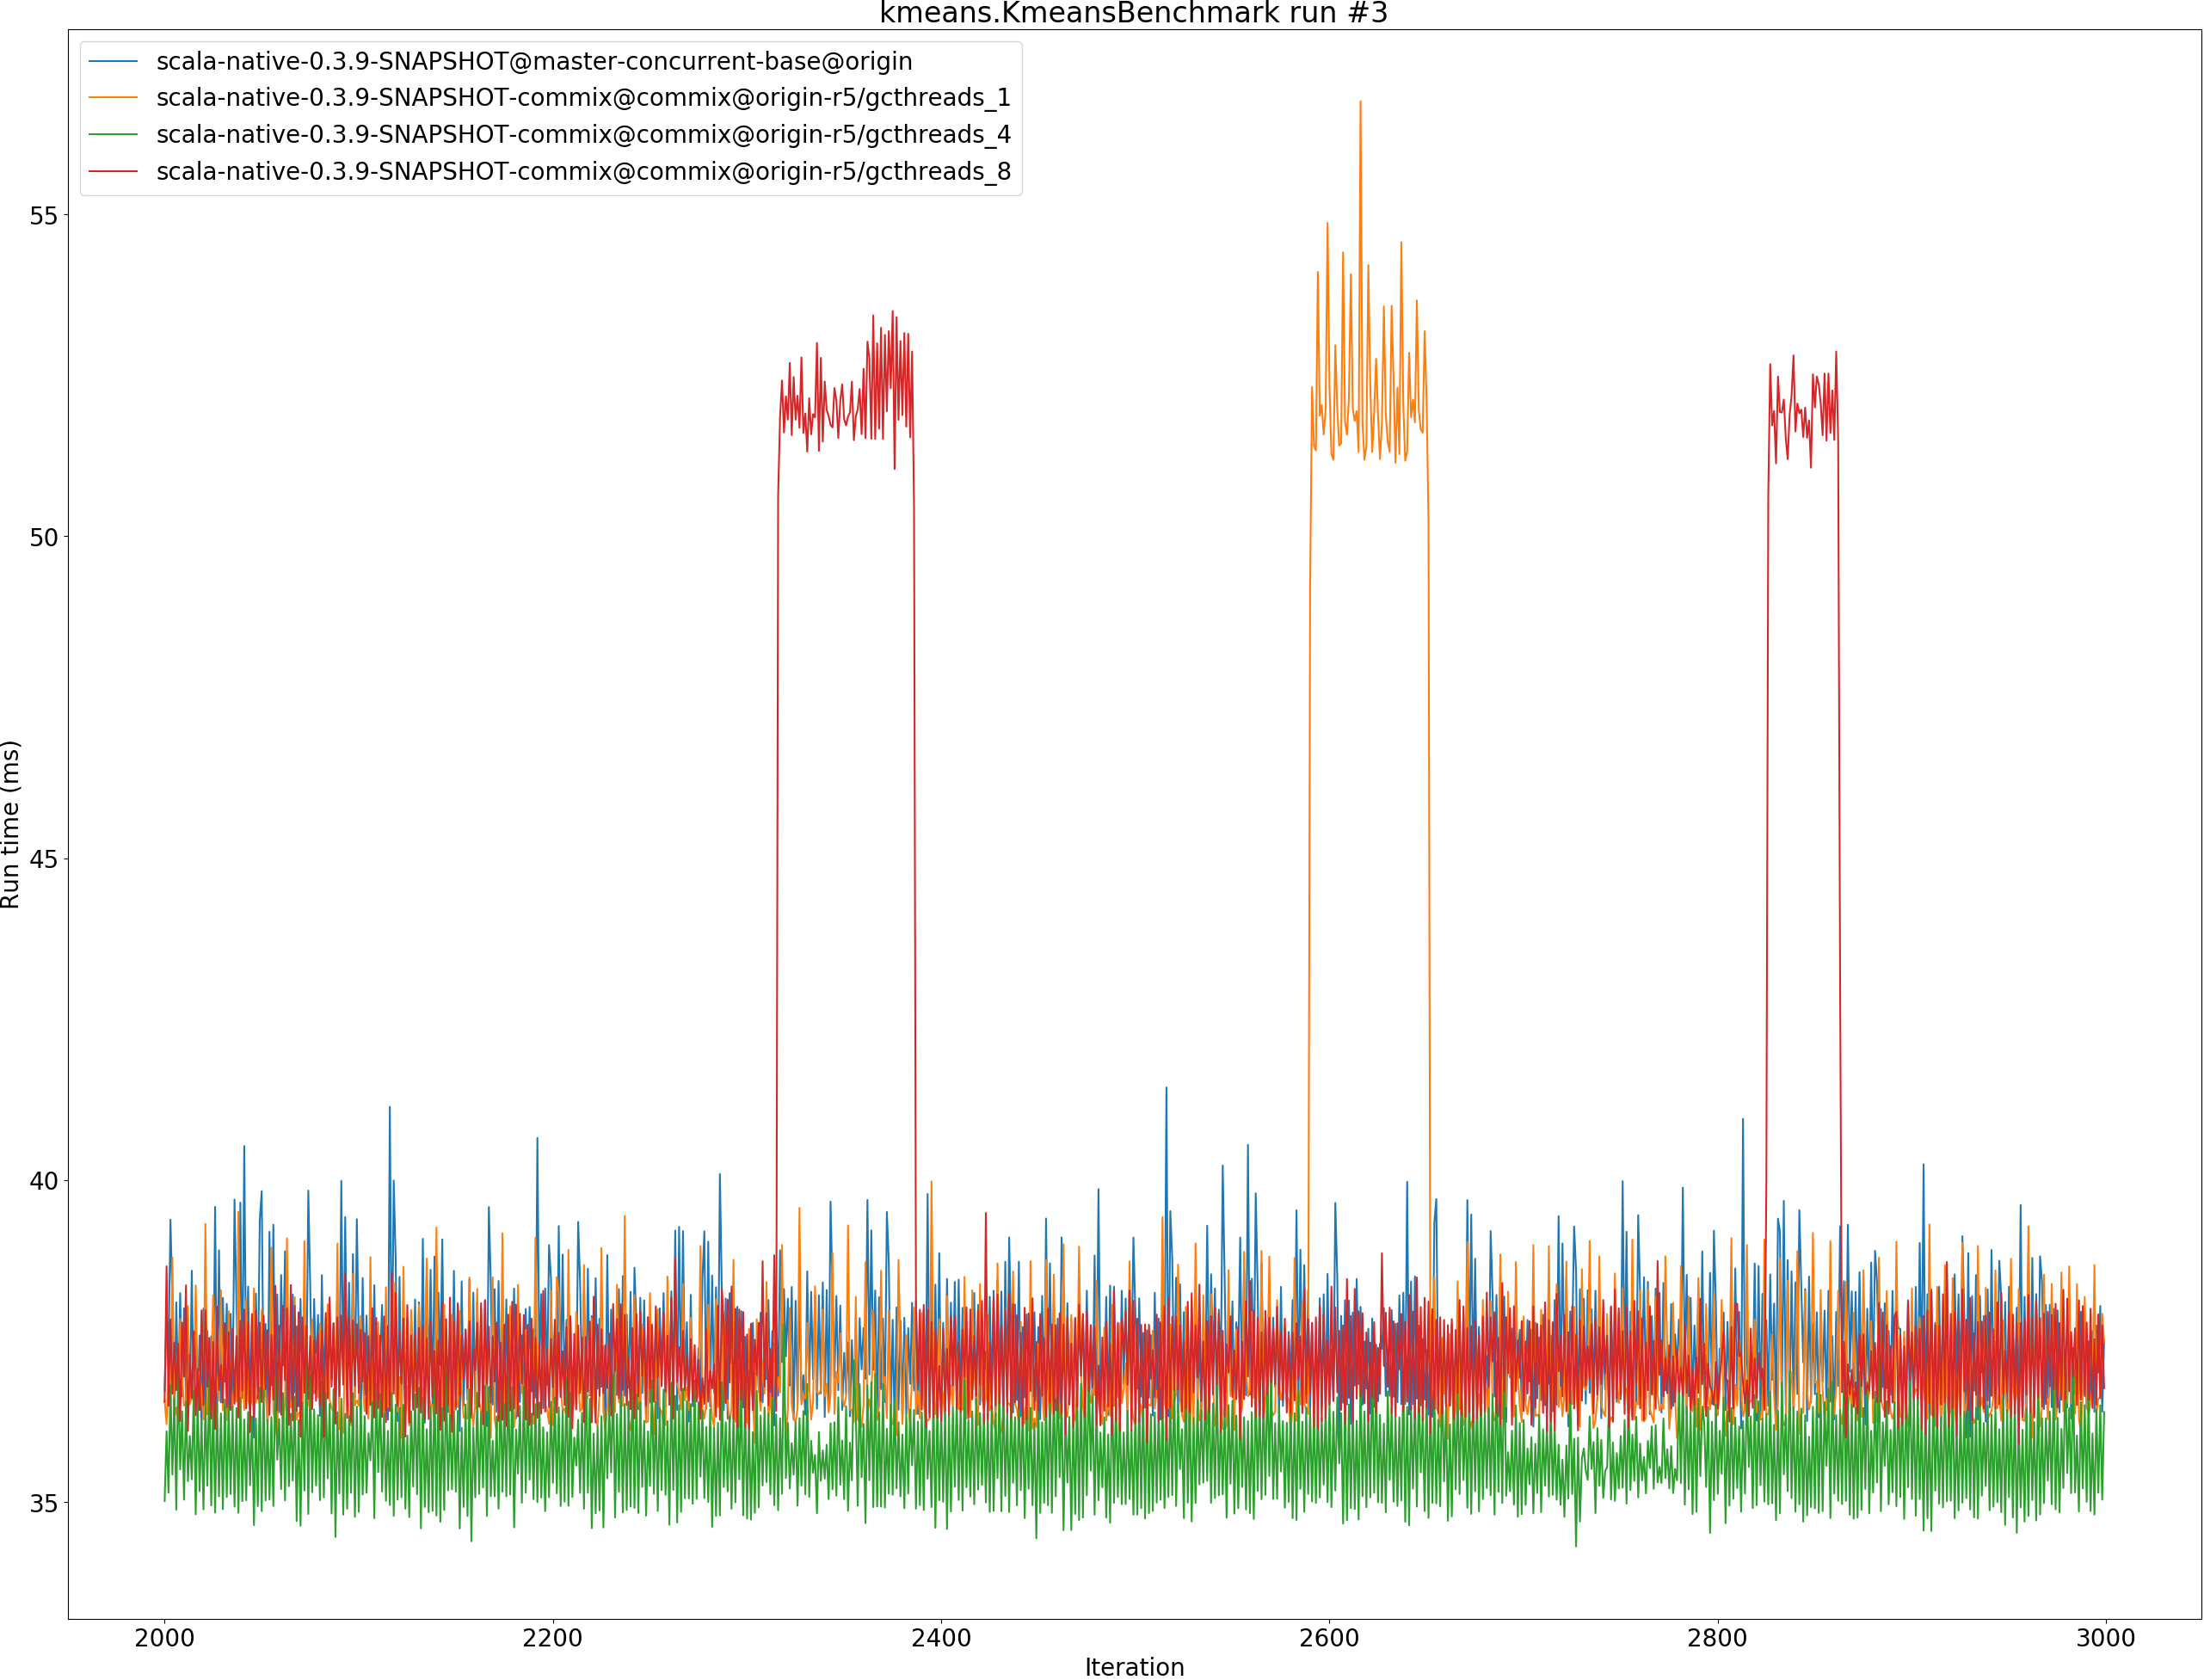 kmeans.KmeansBenchmark run #3
scala-native-0.3.9-SNAPSHOT@master-concurrent-base@origin
scala-native-0.3.9-SNAPSHOT-commix@commix@origin-r5/gcthreads_1
scala-native-0.3.9-SNAPSHOT-commix@commix@origin-r5/gcthreads_4
scala-native-0.3.9-SNAPSHOT-commix@commix@origin-r5/gcthreads_8
55
50
45
40
35
Run time (ms)
2000 2200 2400 2600 2800 3000
Iteration